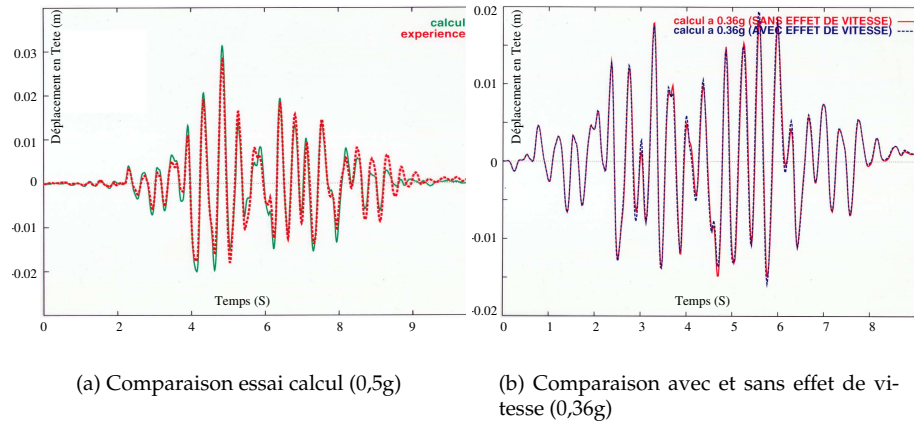 calcul
experience
Déplacement en Tete (m)
0.03
0.02
0.01
0
-0.01
-0.02
Temps (S)
0 2 4 6 8 9
(a) Comparaison essai calcul (0,5g)
0.02
calcul a 0.36g (SANS EFFET DE VITESSE)
calcul a 0.36g (AVEC EFFET DE VITESSE)
Déplacement en Tete (m)
0.01
0
-0.01
-0.02
Temps (S)
0 1 2 3 4 5 6 7 8
(b) Comparaison avec et sans effet de vi-
tesse (0,36g)